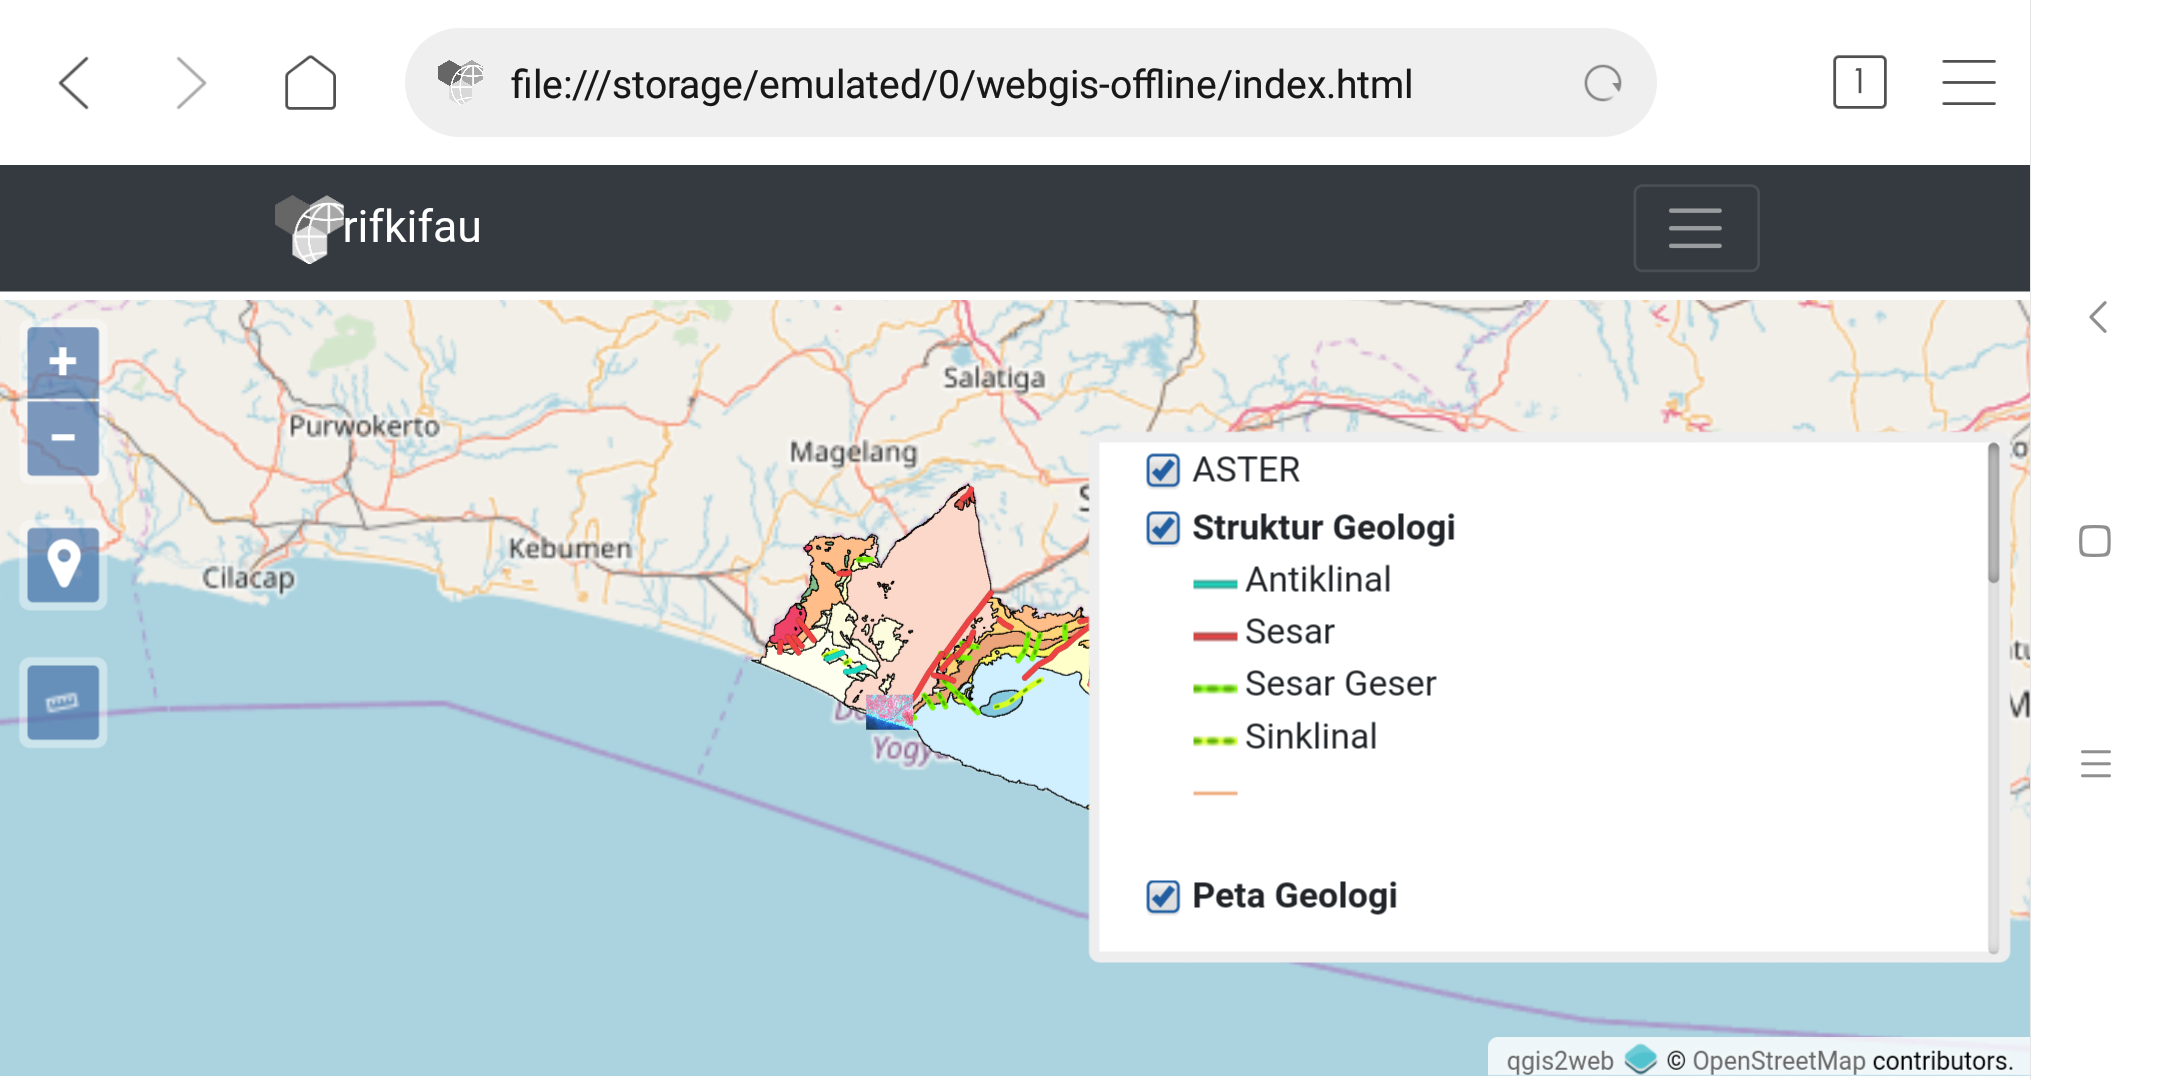 file:///storage/emulated/0/webgis-offline/index.html
1
rifkifau
+
Salatiga
Purwokerto
−
Magelang
ASTER
Struktur Geologi
Kebumen
Cilacap
Antiklinal
Sesar
Sesar Geser
Sinklinal
Yogy
Peta Geologi
qgis2web © OpenStreetMap contributors.